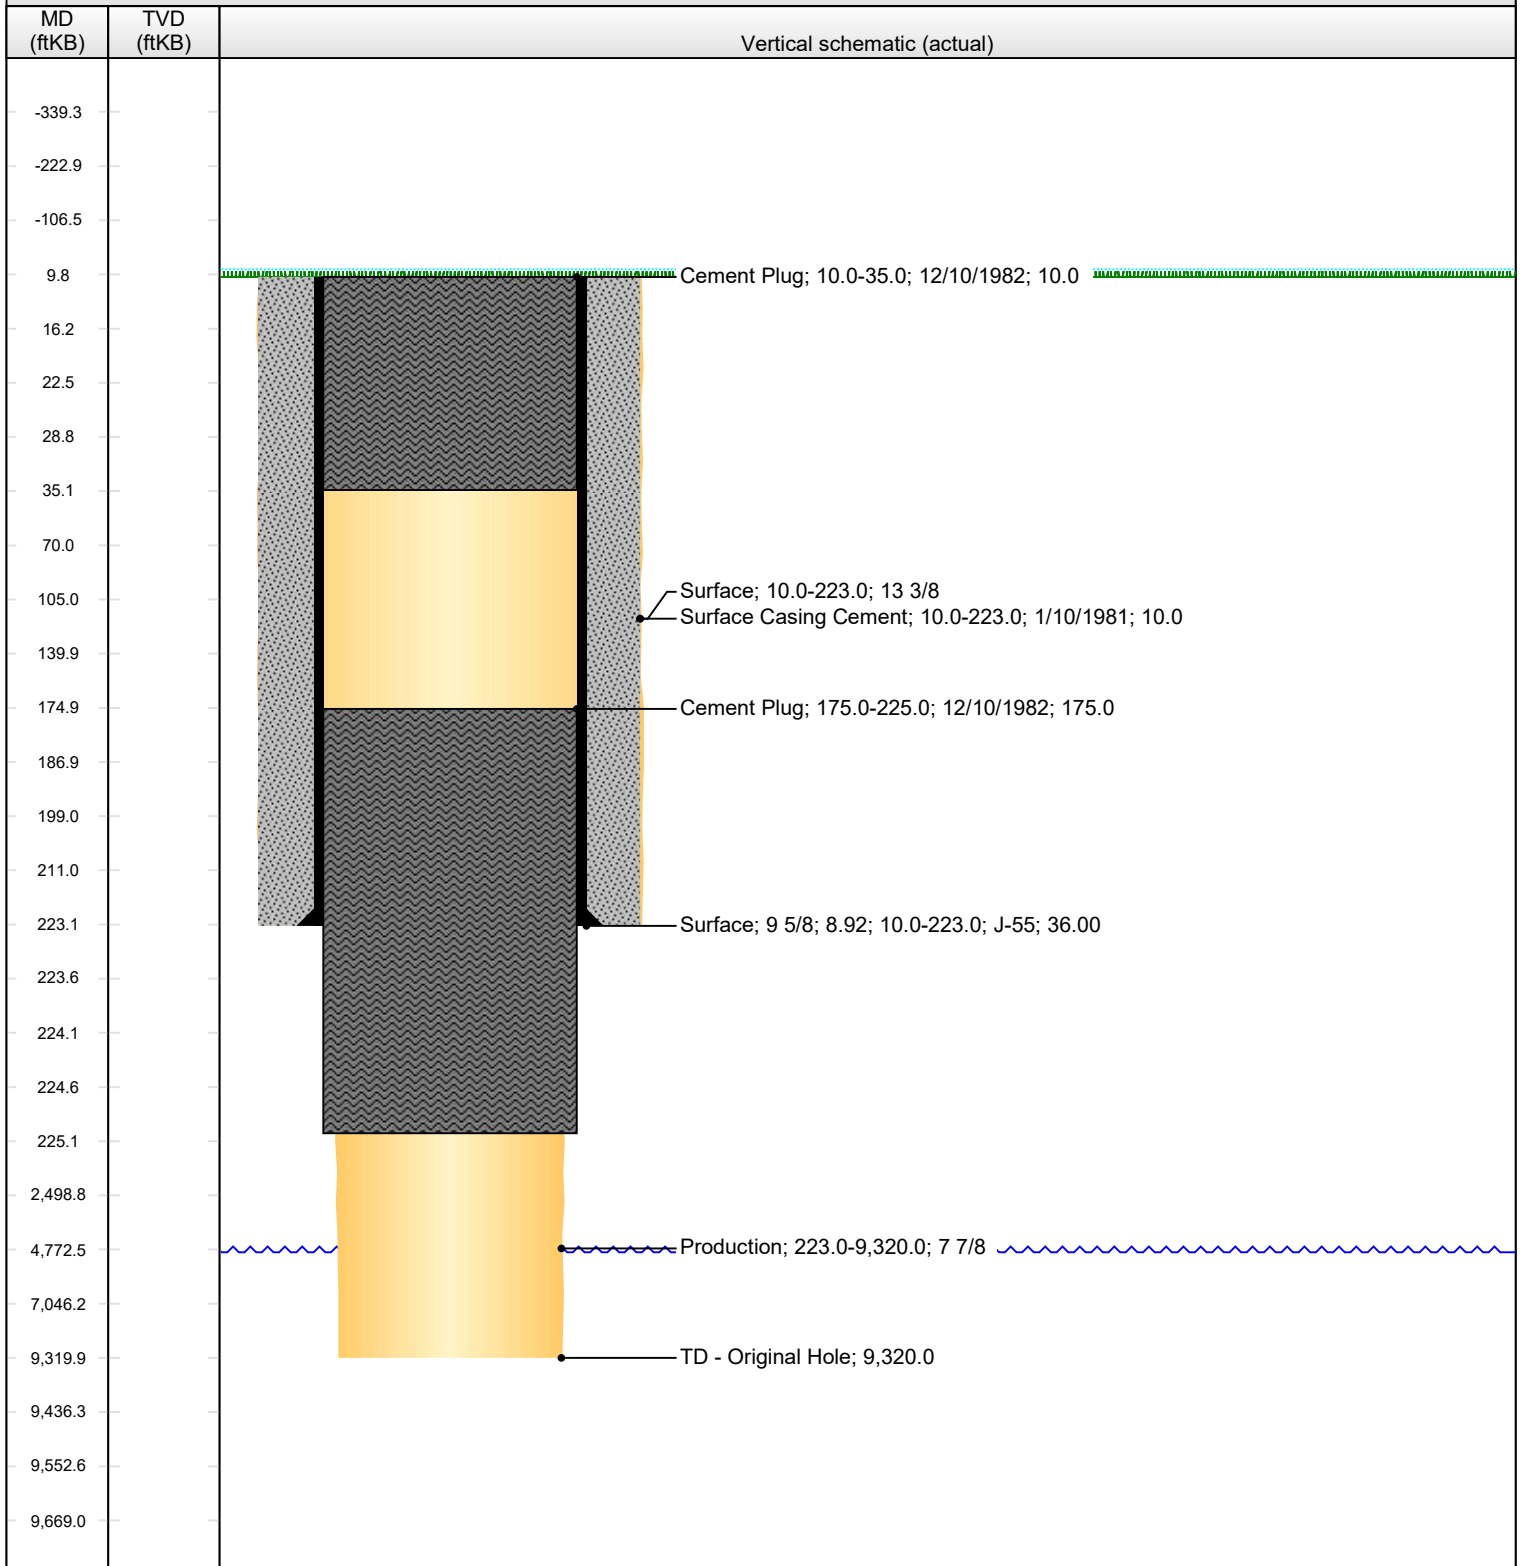 MD
(ftKB)
TVD
(ftKB)
Vertical schematic (actual)
-339.3
-222.9
-106.5
9.8
Cement Plug; 10.0-35.0; 12/10/1982; 10.0
16.2
22.5
28.8
35.1
70.0
105.0
Surface; 10.0-223.0; 13 3/8
Surface Casing Cement; 10.0-223.0; 1/10/1981; 10.0
139.9
174.9
Cement Plug; 175.0-225.0; 12/10/1982; 175.0
186.9
199.0
211.0
223.1
Surface; 9 5/8; 8.92; 10.0-223.0; J-55; 36.00
223.6
224.1
224.6
225.1
2,498.8
4,772.5
Production; 223.0-9,320.0; 7 7/8
7,046.2
9,319.9
TD - Original Hole; 9,320.0
9,436.3
9,552.6
9,669.0